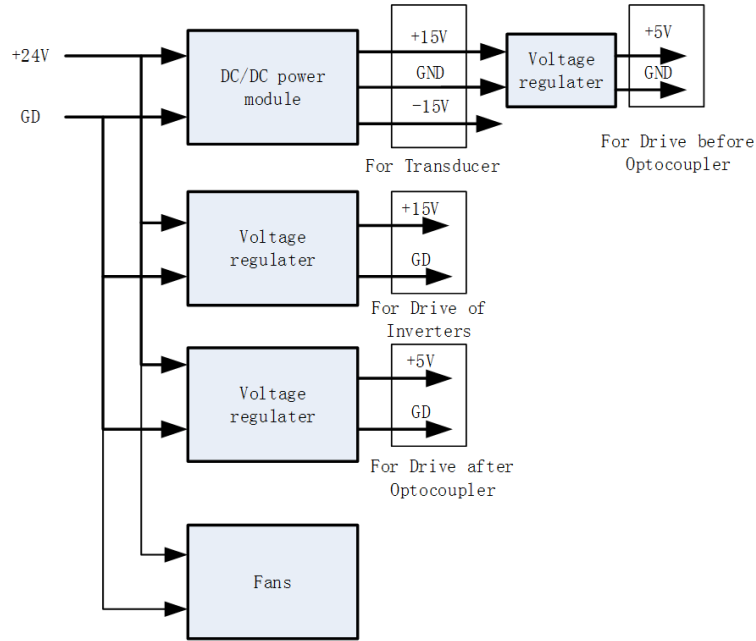 +24V
GD
DC/DC power
module
+15V
GND
-15V
For Transducer
Voltage
regulater
+5V
GND
For Drive before
Optocoupler
Voltage
regulater
+15V
GD
For Drive of
Inverters
Voltage
regulater
+5V
GD
For Drive after
Optocoupler
Fans